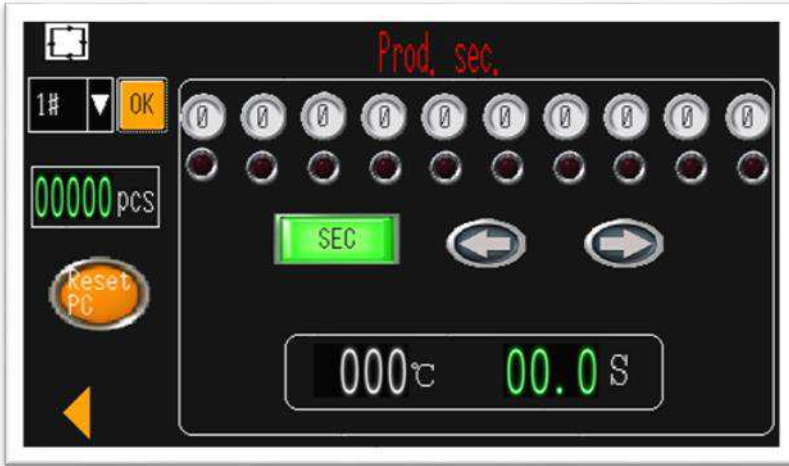 Prod. sec.
1# OK
0 0 0 0 0 0 0 0 0 0
00000 pcs
SEC
Reset
PC
000℃ 00.0 S